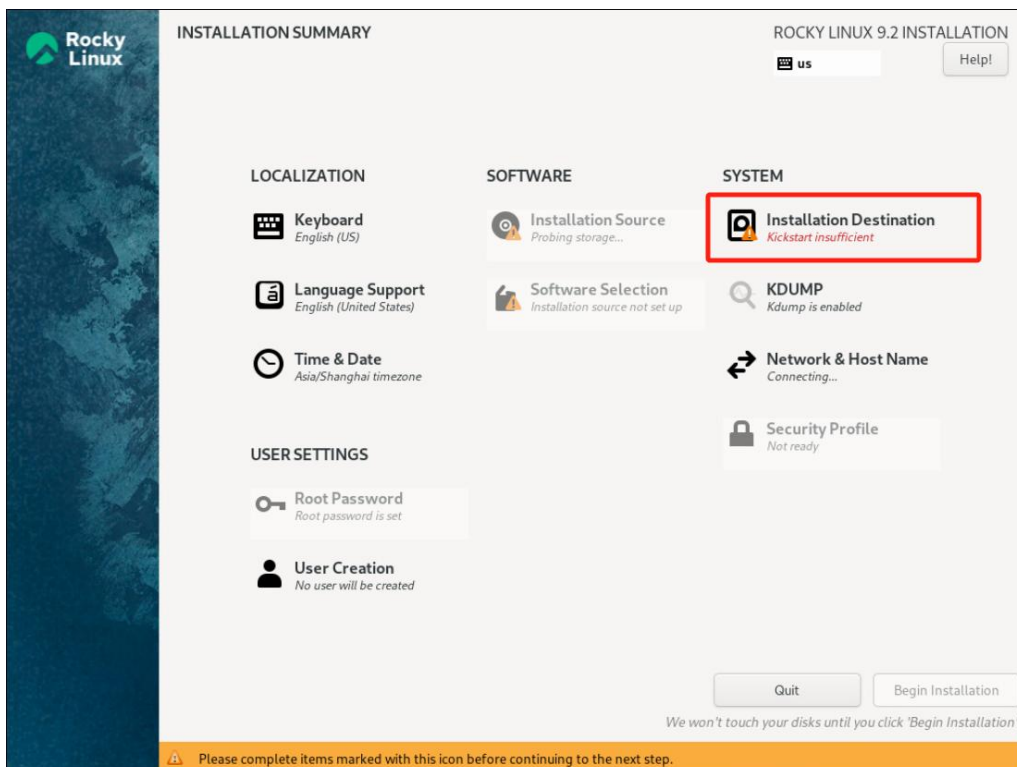 Rocky
Linux
INSTALLATION SUMMARY
ROCKY LINUX 9.2 INSTALLATION
us
Help!
LOCALIZATION
Keyboard
English (US)
Language Support
English (United States)
Time & Date
Asia/Shanghai timezone
USER SETTINGS
Root Password
Root password is set
User Creation
No user will be created
SOFTWARE
Installation Source
Probing storage...
Software Selection
Installation source not set up
SYSTEM
Installation Destination
Kickstart insufficient
KDUMP
Kdump is enabled
Network & Host Name
Connecting...
Security Profile
Not ready
Quit
Begin Installation
We won't touch your disks until you click 'Begin Installation'
Please complete items marked with this icon before continuing to the next step.